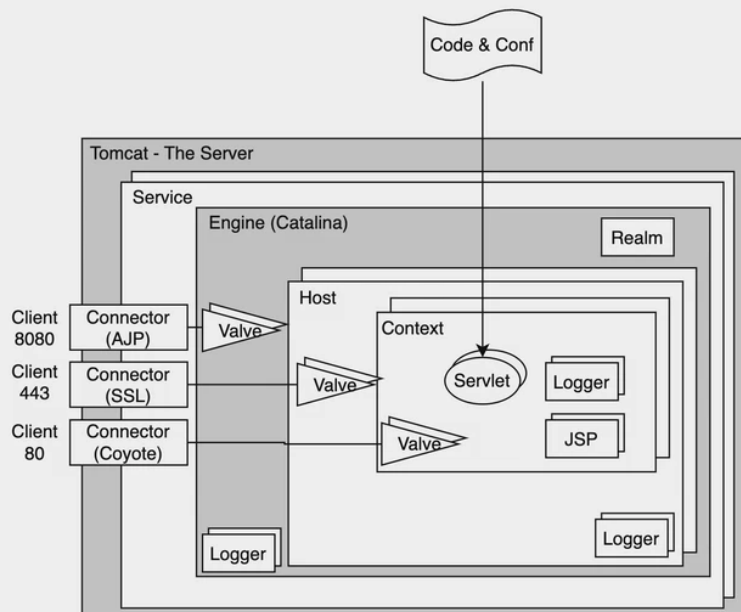 Code & Conf
Tomcat - The Server
Service
Engine (Catalina)
Realm
Host
Client
8080
Connector
(AJP)
Valve
Context
Client
443
Connector
(SSL)
Valve
Servlet
Logger
Client
80
Connector
(Coyote)
Valve
JSP
Logger
Logger